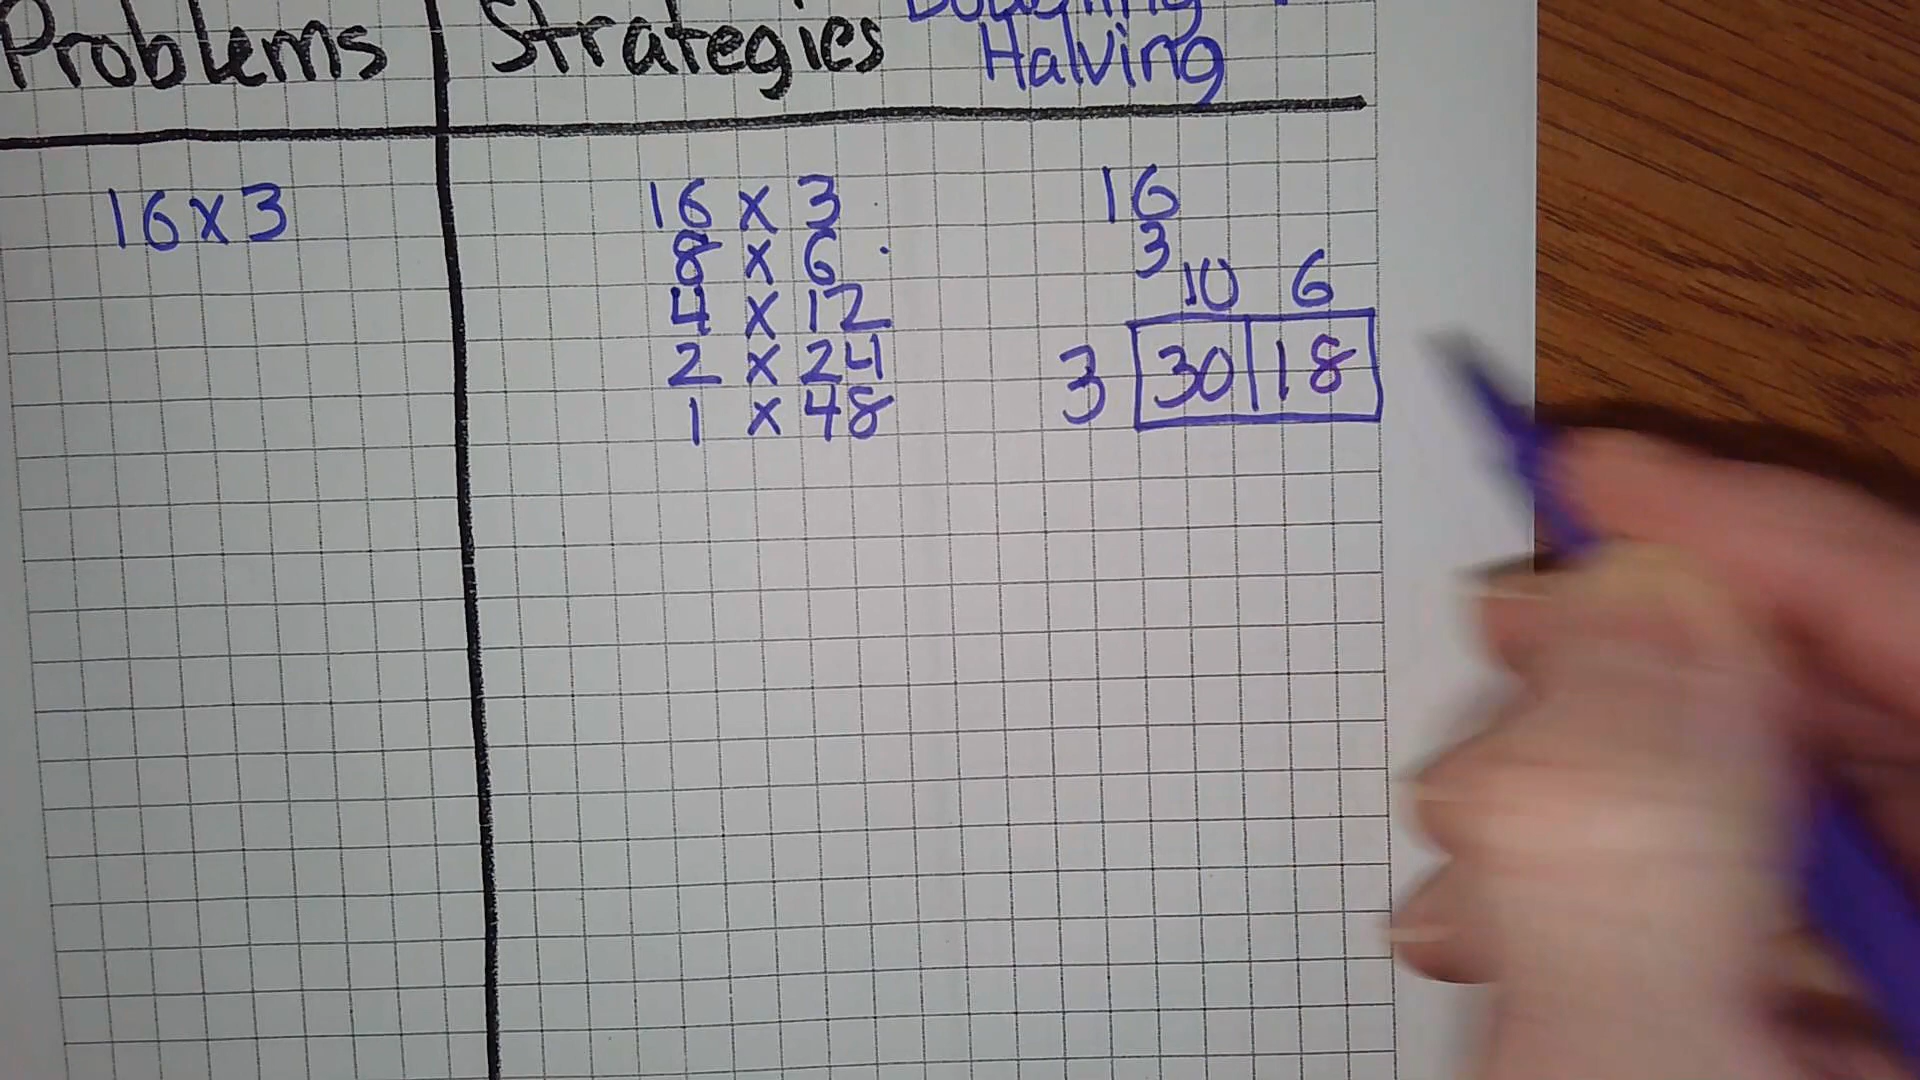 Problems
Strategies
Halving
16 x 3
16 x 3
8 x 6
4 x 12
2 x 24
1 x 48
16
3
10 6
3 30 18